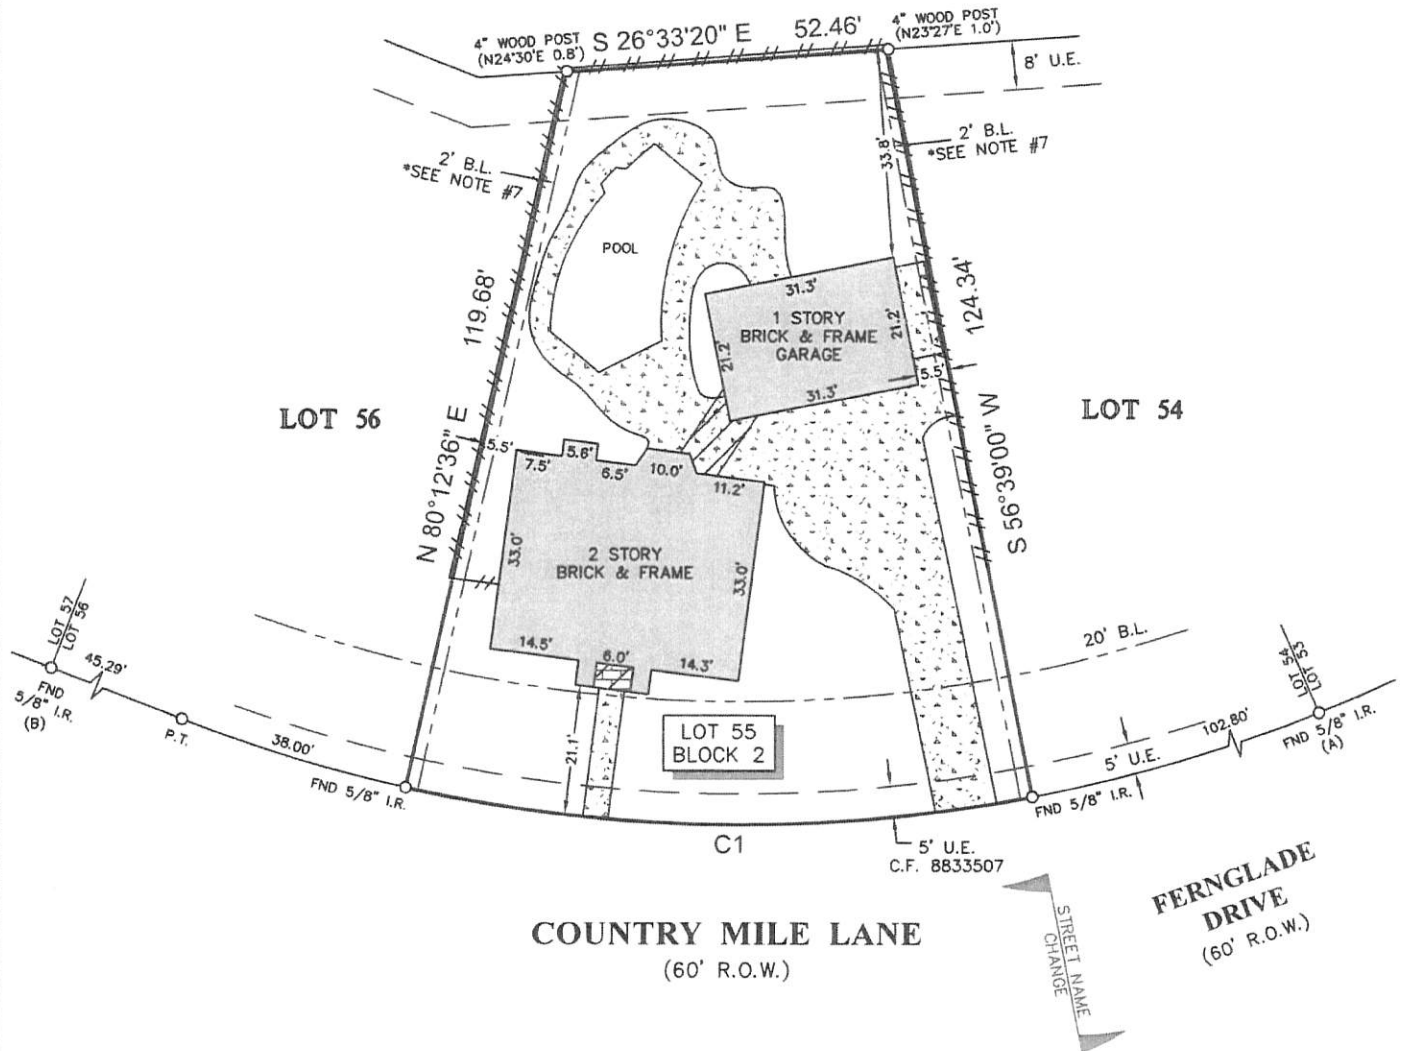 4" WOOD POST
(N24°30'E 0.8')
S 26°33'20" E 52.46'
4" WOOD POST
(N23°27'E 1.0')
8' U.E.
2' B.L.
*SEE NOTE #7
2' B.L.
*SEE NOTE #7
33.8'
POOL
119.68'
N 80°12'36" E
124.34'
S 56°39'00" W
31.3'
1 STORY
BRICK & FRAME
GARAGE
21.2'
21.2'
31.3'
5.5'
LOT 56
LOT 54
5.5'
7.5'
5.6'
6.5'
10.0'
11.2'
33.0'
2 STORY
BRICK & FRAME
33.0'
14.5'
6.0'
14.3'
20' B.L.
LOT 57
LOT 56
45.29'
FND
5/8" I.R.
(B)
P.T.
38.00'
FND 5/8" I.R.
21.1'
LOT 55
BLOCK 2
C1
5' U.E.
C.F. 8833507
5' U.E.
FND 5/8" I.R.
102.80'
LOT 54
LOT 53
FND 5/8" I.R.
(A)
COUNTRY MILE LANE
(60' R.O.W.)
STREET NAME
CHANGE
FERNGLADE
DRIVE
(60' R.O.W.)